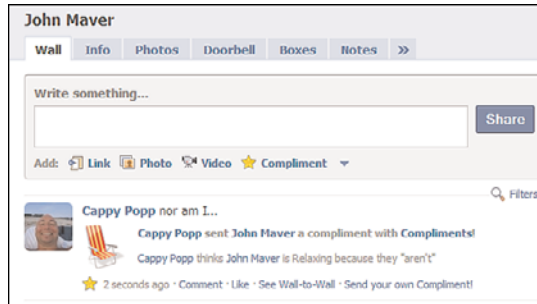 John Maver
Wall Info Photos Doorbell Boxes Notes »
Write something...
Share
Add: Link Photo Video Compliment
Filters
Cappy Popp nor am I...
Cappy Popp sent John Maver a compliment with Compliments!
Cappy Popp thinks John Maver is Relaxing because they "aren't"
2 seconds ago · Comment · Like · See Wall-to-Wall · Send your own Compliment!